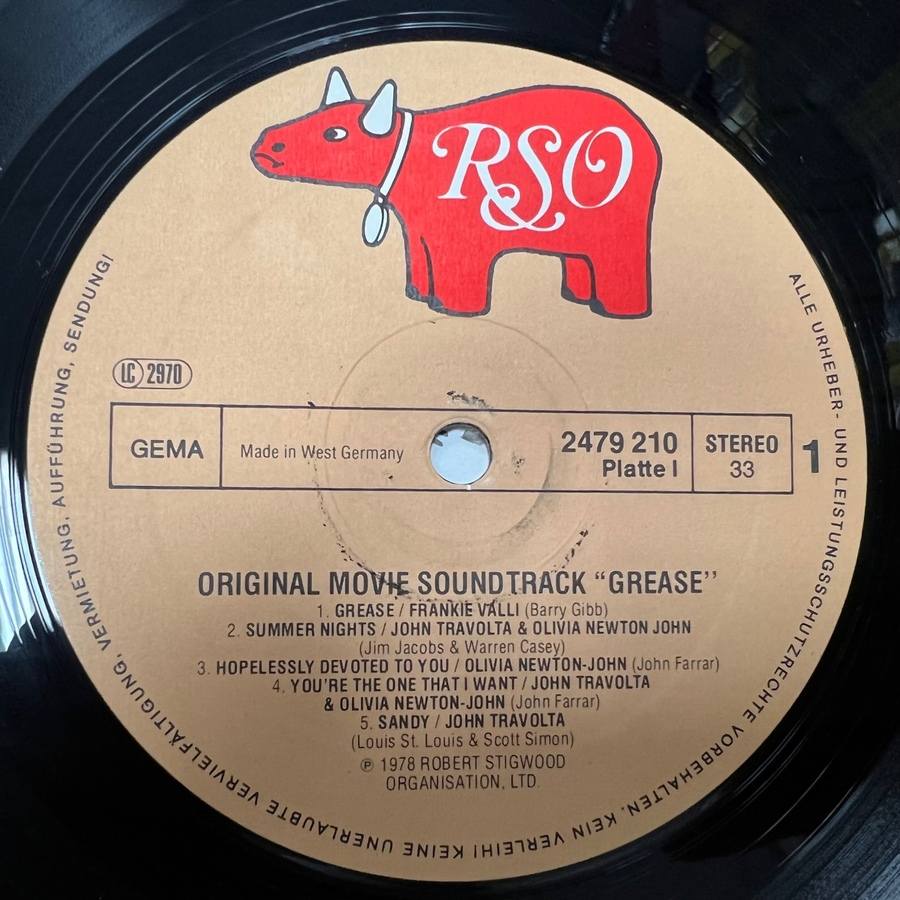 RSO
LC 2970
GEMA
Made in West Germany
2479 210
Platte I
STEREO
33
1
ORIGINAL MOVIE SOUNDTRACK “GREASE”
1. GREASE / FRANKIE VALLI (Barry Gibb)
2. SUMMER NIGHTS / JOHN TRAVOLTA & OLIVIA NEWTON JOHN
(Jim Jacobs & Warren Casey)
3. HOPELESSLY DEVOTED TO YOU / OLIVIA NEWTON-JOHN (John Farrar)
4. YOU'RE THE ONE THAT I WANT / JOHN TRAVOLTA
& OLIVIA NEWTON-JOHN (John Farrar)
5. SANDY / JOHN TRAVOLTA
(Louis St. Louis & Scott Simon)
℗ 1978 ROBERT STIGWOOD
ORGANISATION, LTD.
ALLE URHEBER- UND LEISTUNGSSCHUTZRECHTE VORBEHALTEN. KEIN VERLEIH! KEINE UNERLAUBTE VERVIELFÄLTIGUNG, VERMIETUNG, AUFFÜHRUNG, SENDUNG!